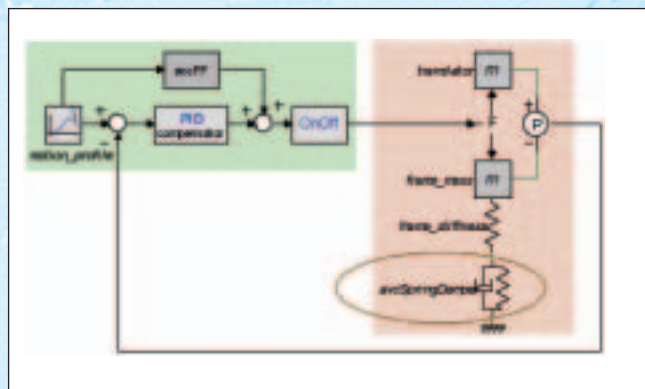 accFF
translator
m
+
+
+
PID
compensator
+
OnOff
F
+
P
-
-
motion_profile
frame_mass
m
frame_stiffness
avcSpringDamper